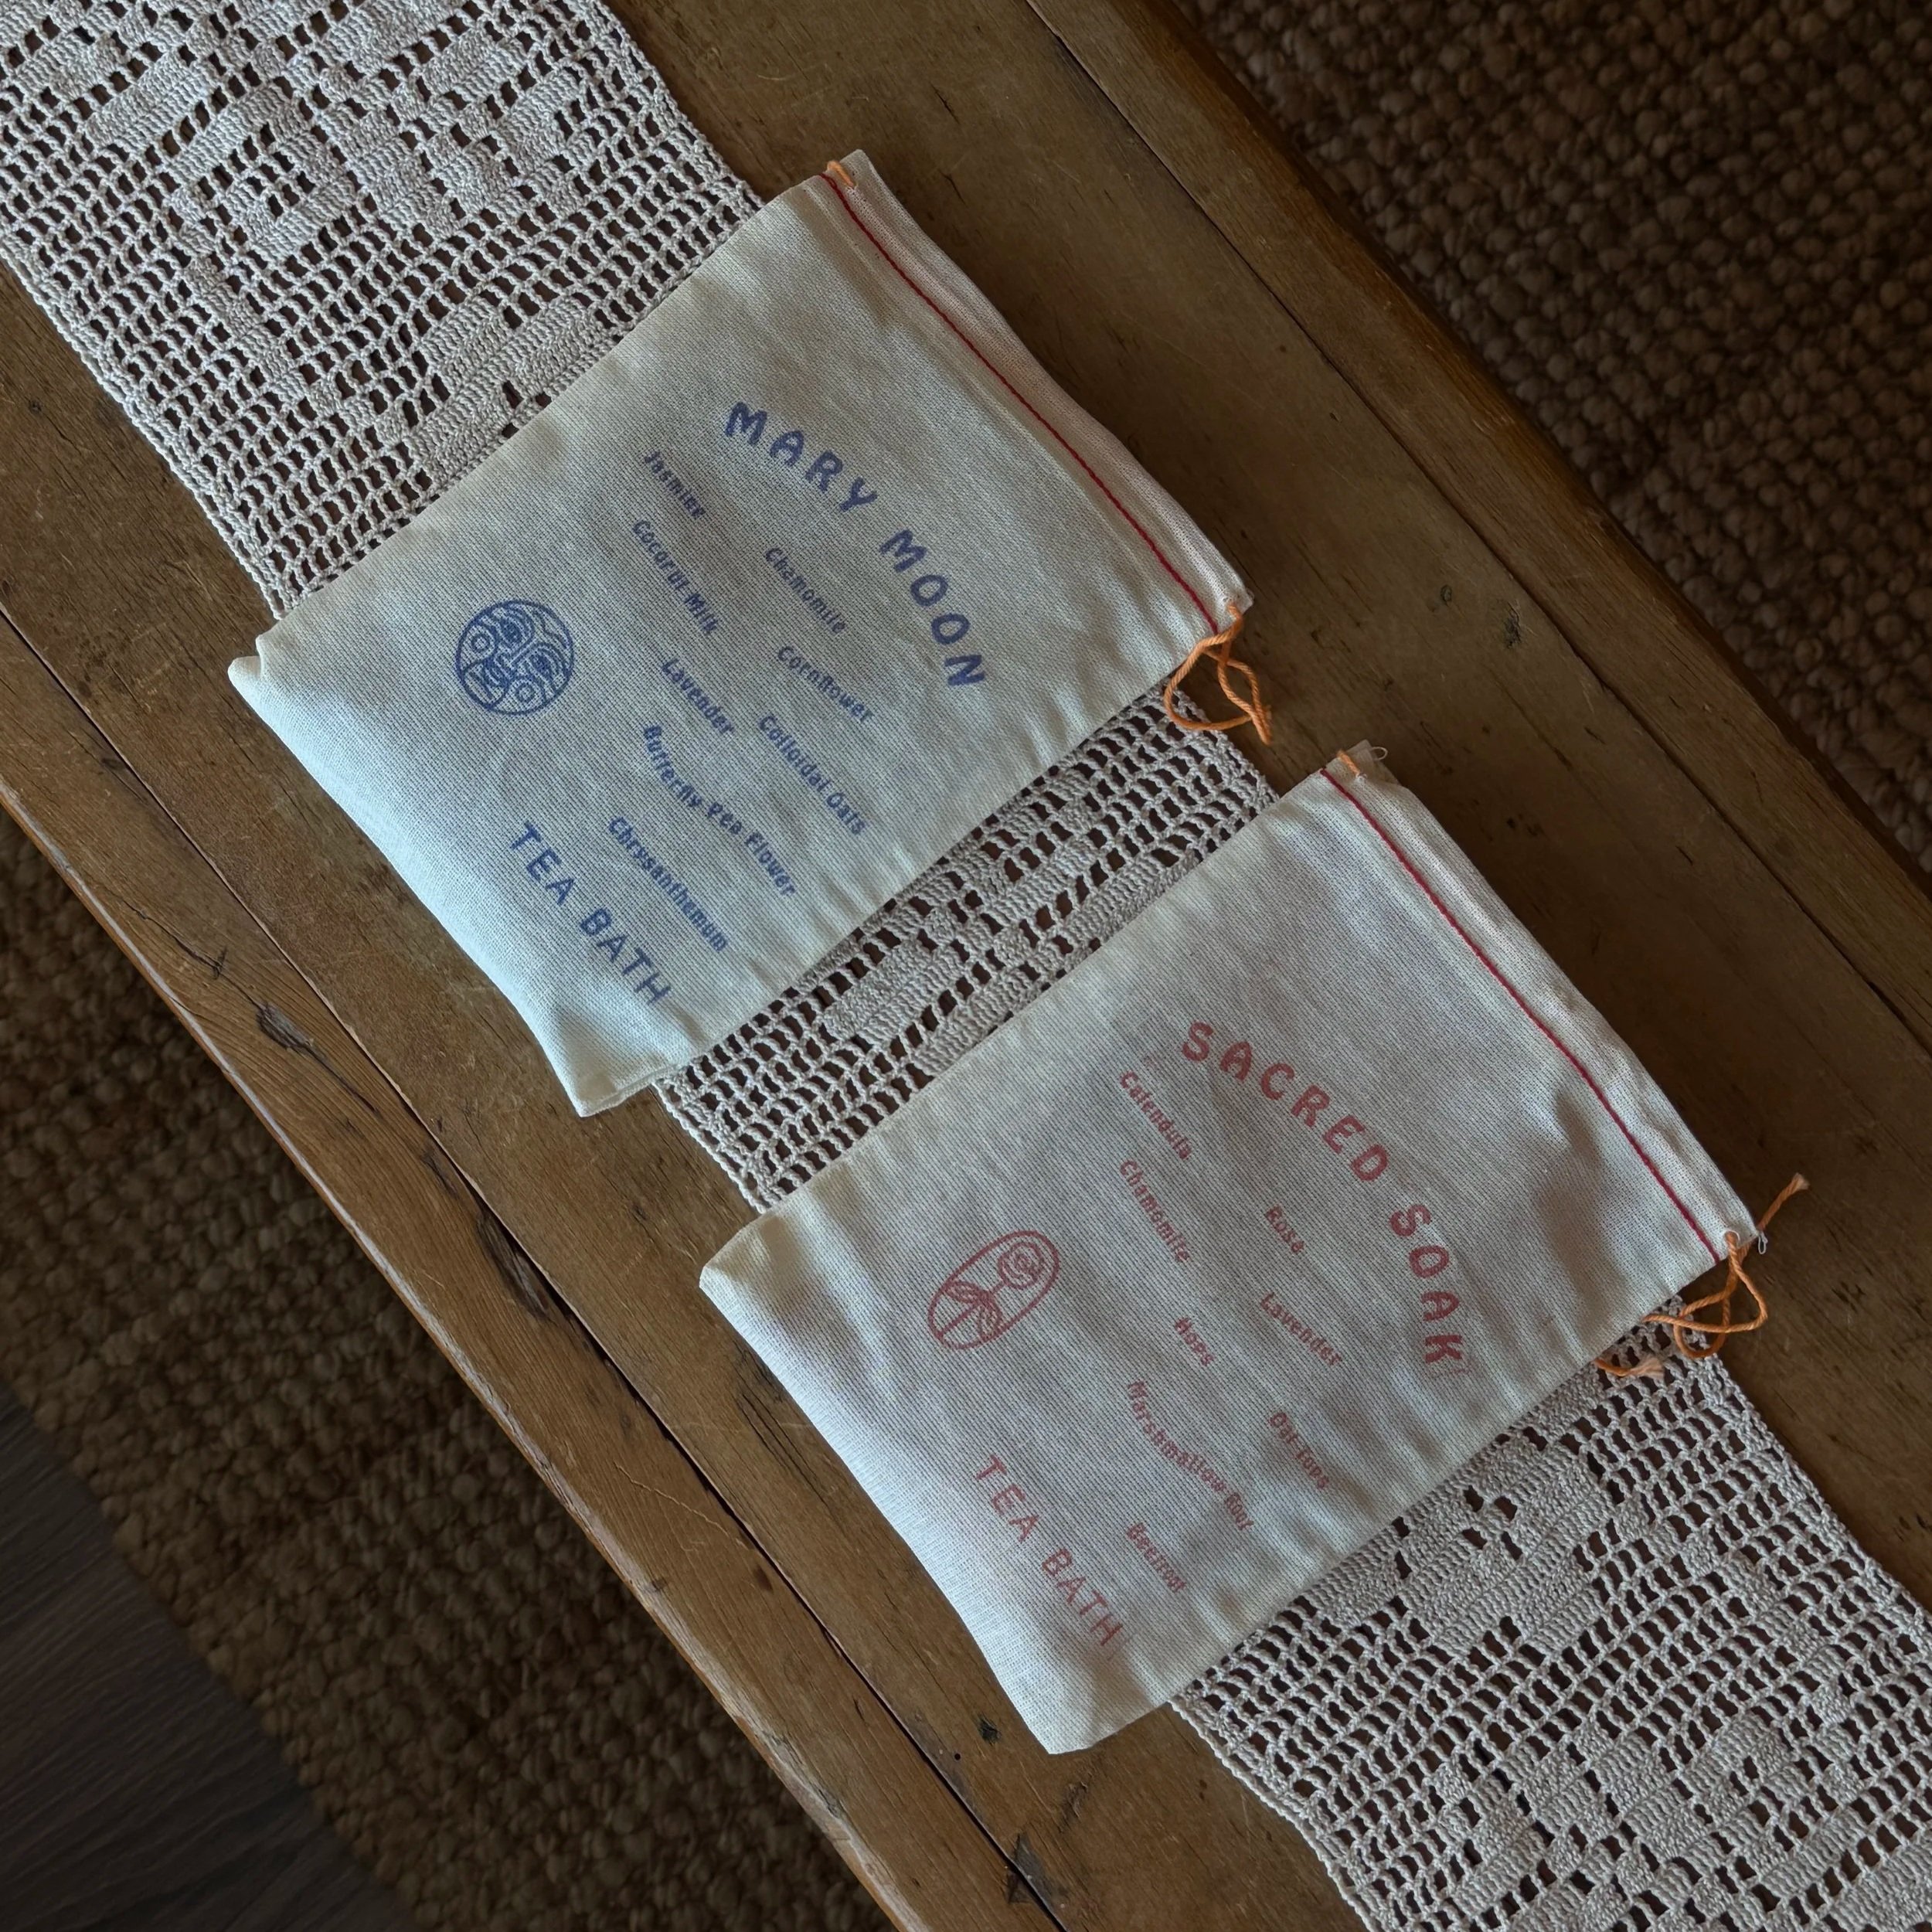 MARY MOON
Chamomile
Jasmine
Cornflower
Coconut Milk
Colloidal Oats
Lavender
Butterfly Pea Flower
Chrysanthemum
TEA BATH
SACRED SOAK
Rose
Calendula
Lavender
Chamomile
Oat tops
Hops
Marshmallow Root
Beetroot
TEA BATH